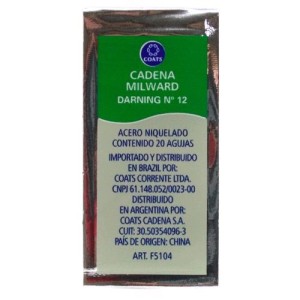 COATS
CADENA
MILWARD
DARNING Nº 12
ACERO NIQUELADO
CONTENIDO 20 AGUJAS
IMPORTADO Y DISTRIBUIDO
EN BRAZIL POR:
COATS CORRENTE LTDA.
CNPJ 61.148.052/0023-00
DISTRIBUIDO
EN ARGENTINA POR:
COATS CADENA S.A.
CUIT: 30.50354096-3
PAÍS DE ORIGEN: CHINA
ART. F5104